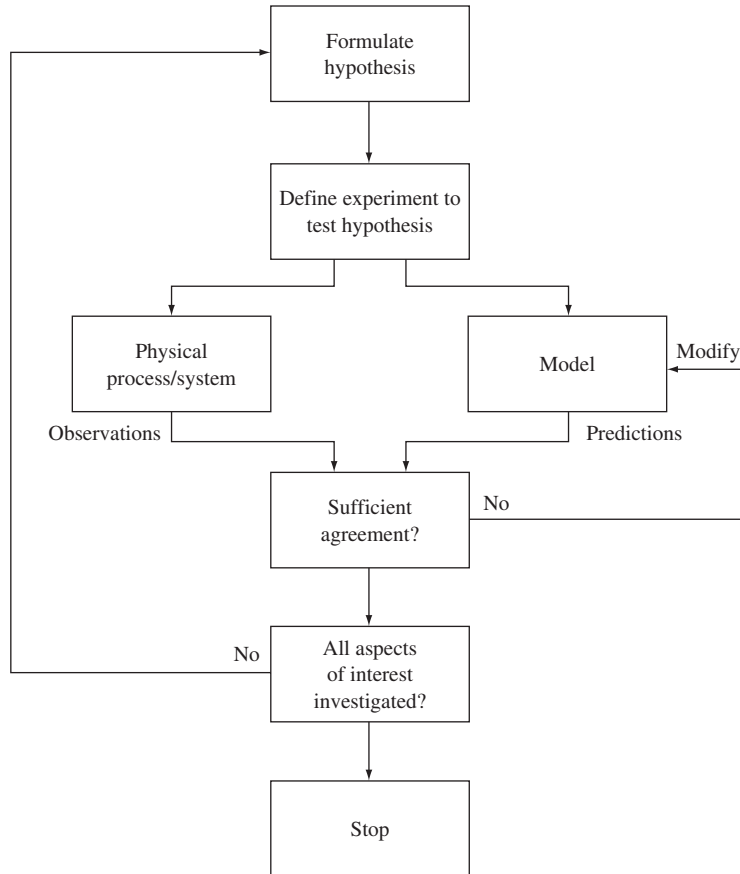 Formulate
hypothesis
Define experiment to
test hypothesis
Physical
process/system
Model
Modify
Observations
Predictions
Sufficient
agreement?
No
No
All aspects
of interest
investigated?
Stop